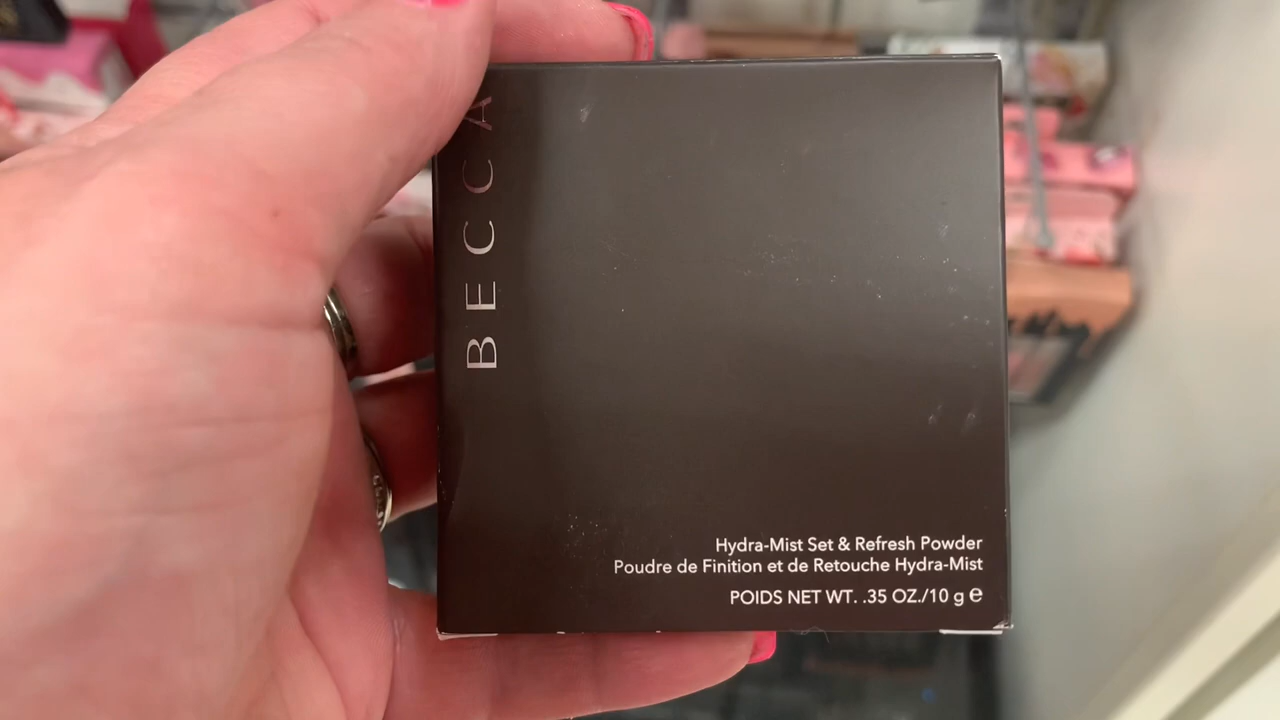 BECCA
Hydra-Mist Set & Refresh Powder
Poudre de Finition et de Retouche Hydra-Mist
POIDS NET WT. .35 OZ./10 g ℮